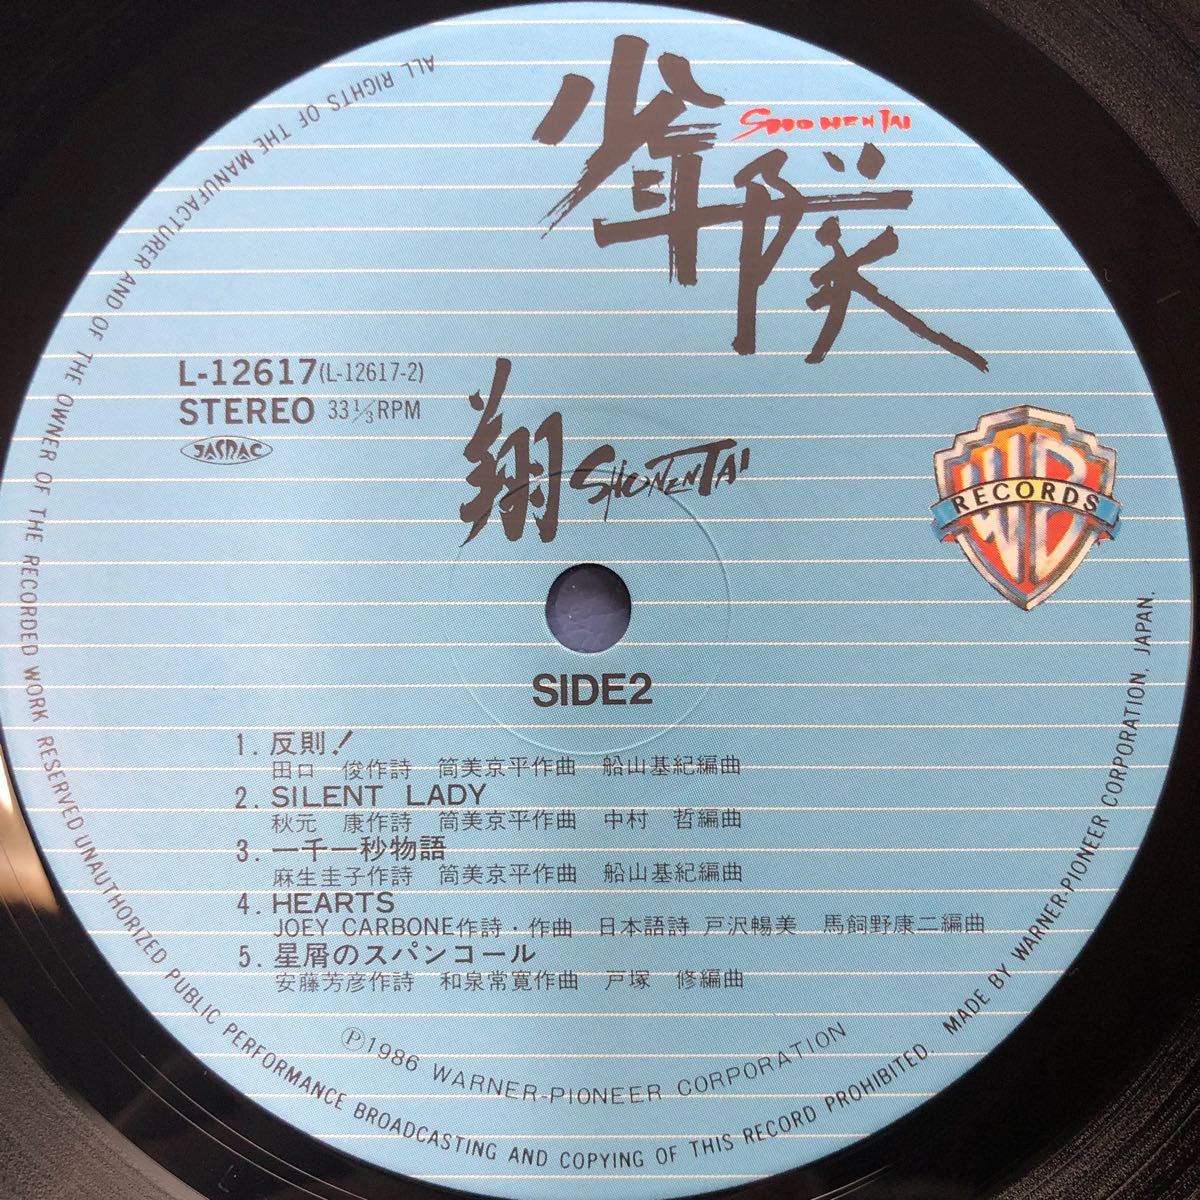 少年隊
SHONENTAI
L-12617(L-12617-2)
STEREO 33 1/3 RPM
JASRAC
翔 SHONENTAI
WB
RECORDS
SIDE2
1. 反則！
田口　俊作詩　筒美京平作曲　船山基紀編曲
2. SILENT LADY
秋元　康作詩　筒美京平作曲　中村　哲編曲
3. 一千一秒物語
麻生圭子作詩　筒美京平作曲　船山基紀編曲
4. HEARTS
JOEY CARBONE作詩・作曲　日本語詩 戸沢暢美　馬飼野康二編曲
5. 星屑のスパンコール
安藤芳彦作詩　和泉常寛作曲　戸塚　修編曲
Ⓟ1986 WARNER-PIONEER CORPORATION
ALL RIGHTS OF THE MANUFACTURER AND OF THE OWNER OF THE RECORDED WORK RESERVED UNAUTHORIZED PUBLIC PERFORMANCE BROADCASTING AND COPYING OF THIS RECORD PROHIBITED MADE BY WARNER-PIONEER CORPORATION, JAPAN.